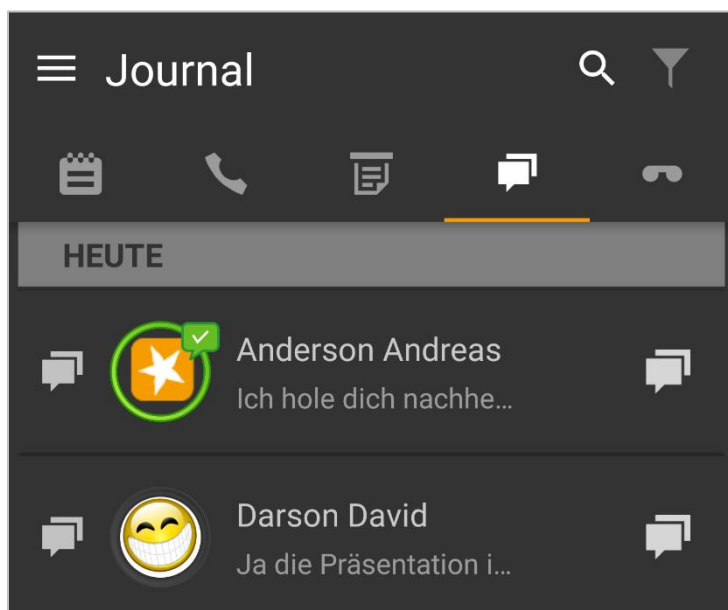 Journal
HEUTE
Anderson Andreas
Ich hole dich nachhe...
Darson David
Ja die Präsentation i...